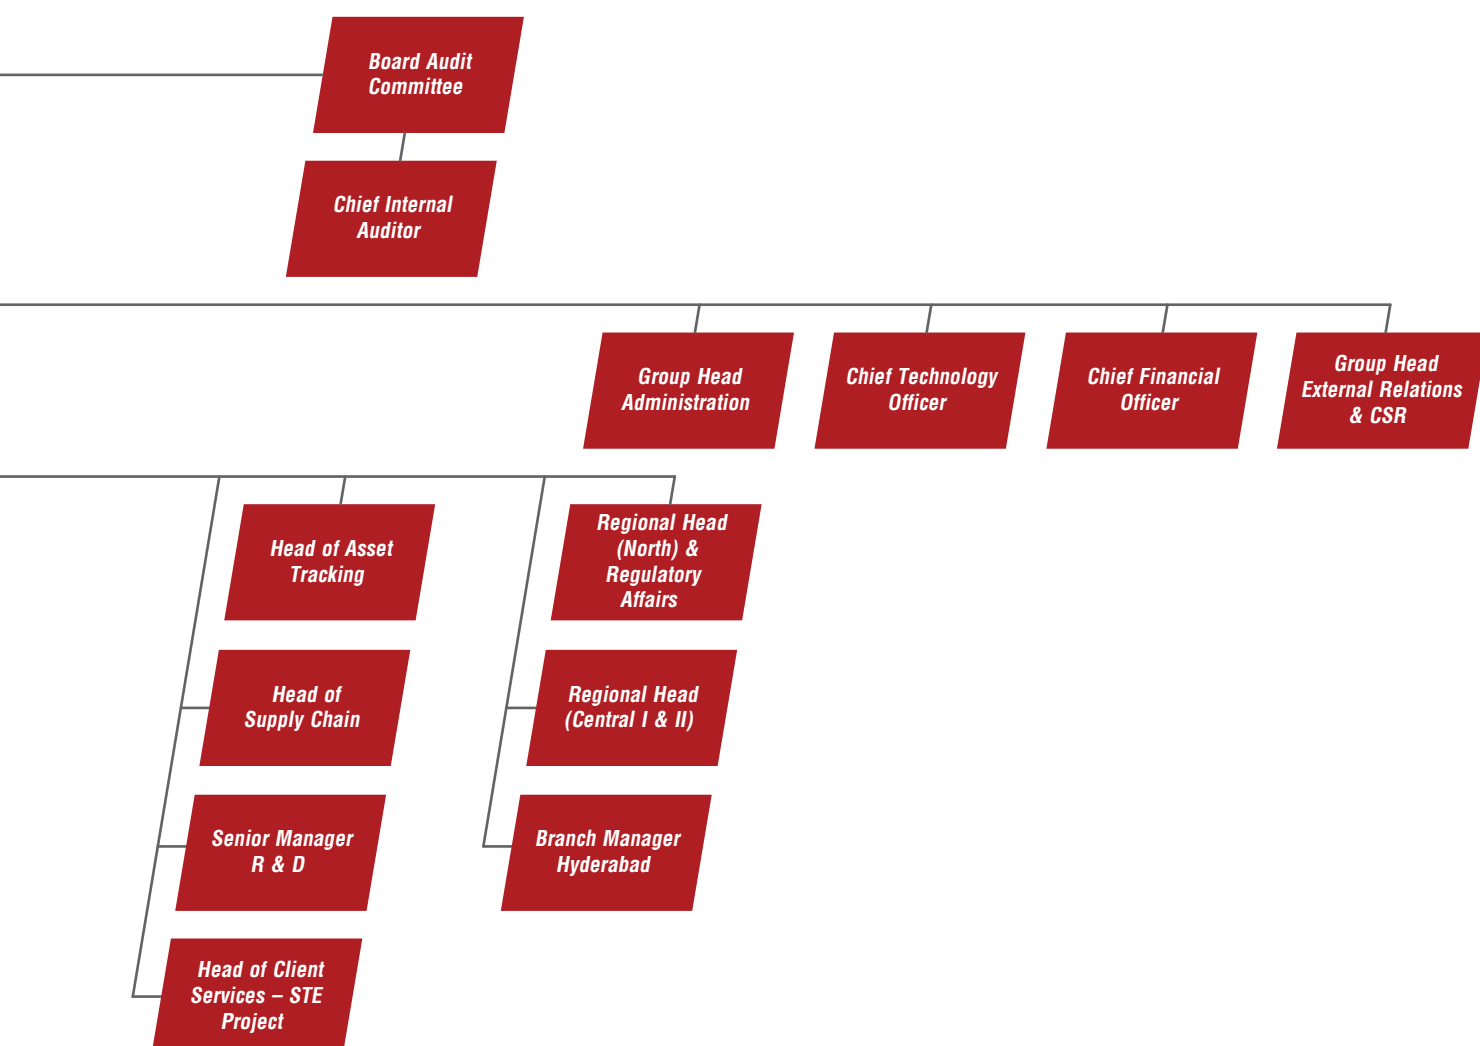 Board Audit
Committee
Chief Internal
Auditor
Group Head
Administration
Chief Technology
Officer
Chief Financial
Officer
Group Head
External Relations
& CSR
Head of Asset
Tracking
Regional Head
(North) &
Regulatory
Affairs
Head of
Supply Chain
Regional Head
(Central I & II)
Senior Manager
R & D
Branch Manager
Hyderabad
Head of Client
Services – STE
Project